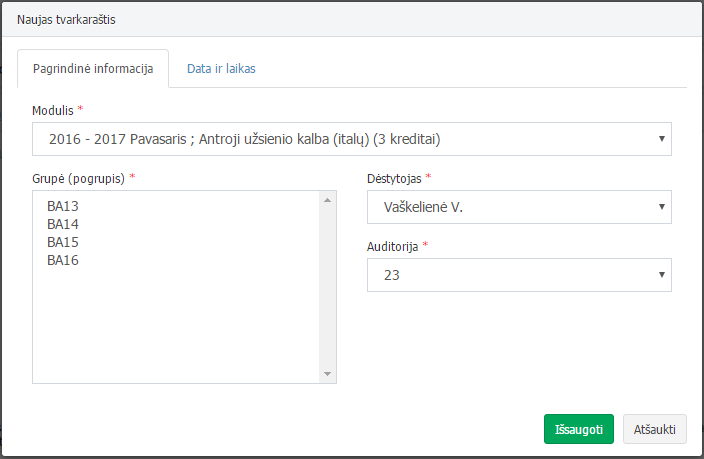 Naujas tvarkaraštis
Pagrindinė informacija
Data ir laikas
Modulis *
2016 - 2017 Pavasaris ; Antroji užsienio kalba (italų) (3 kreditai)
Grupė (pogrupis) *
BA13
BA14
BA15
BA16
Dėstytojas *
Vaškelienė V.
Auditorija *
23
Išsaugoti
Atšaukti